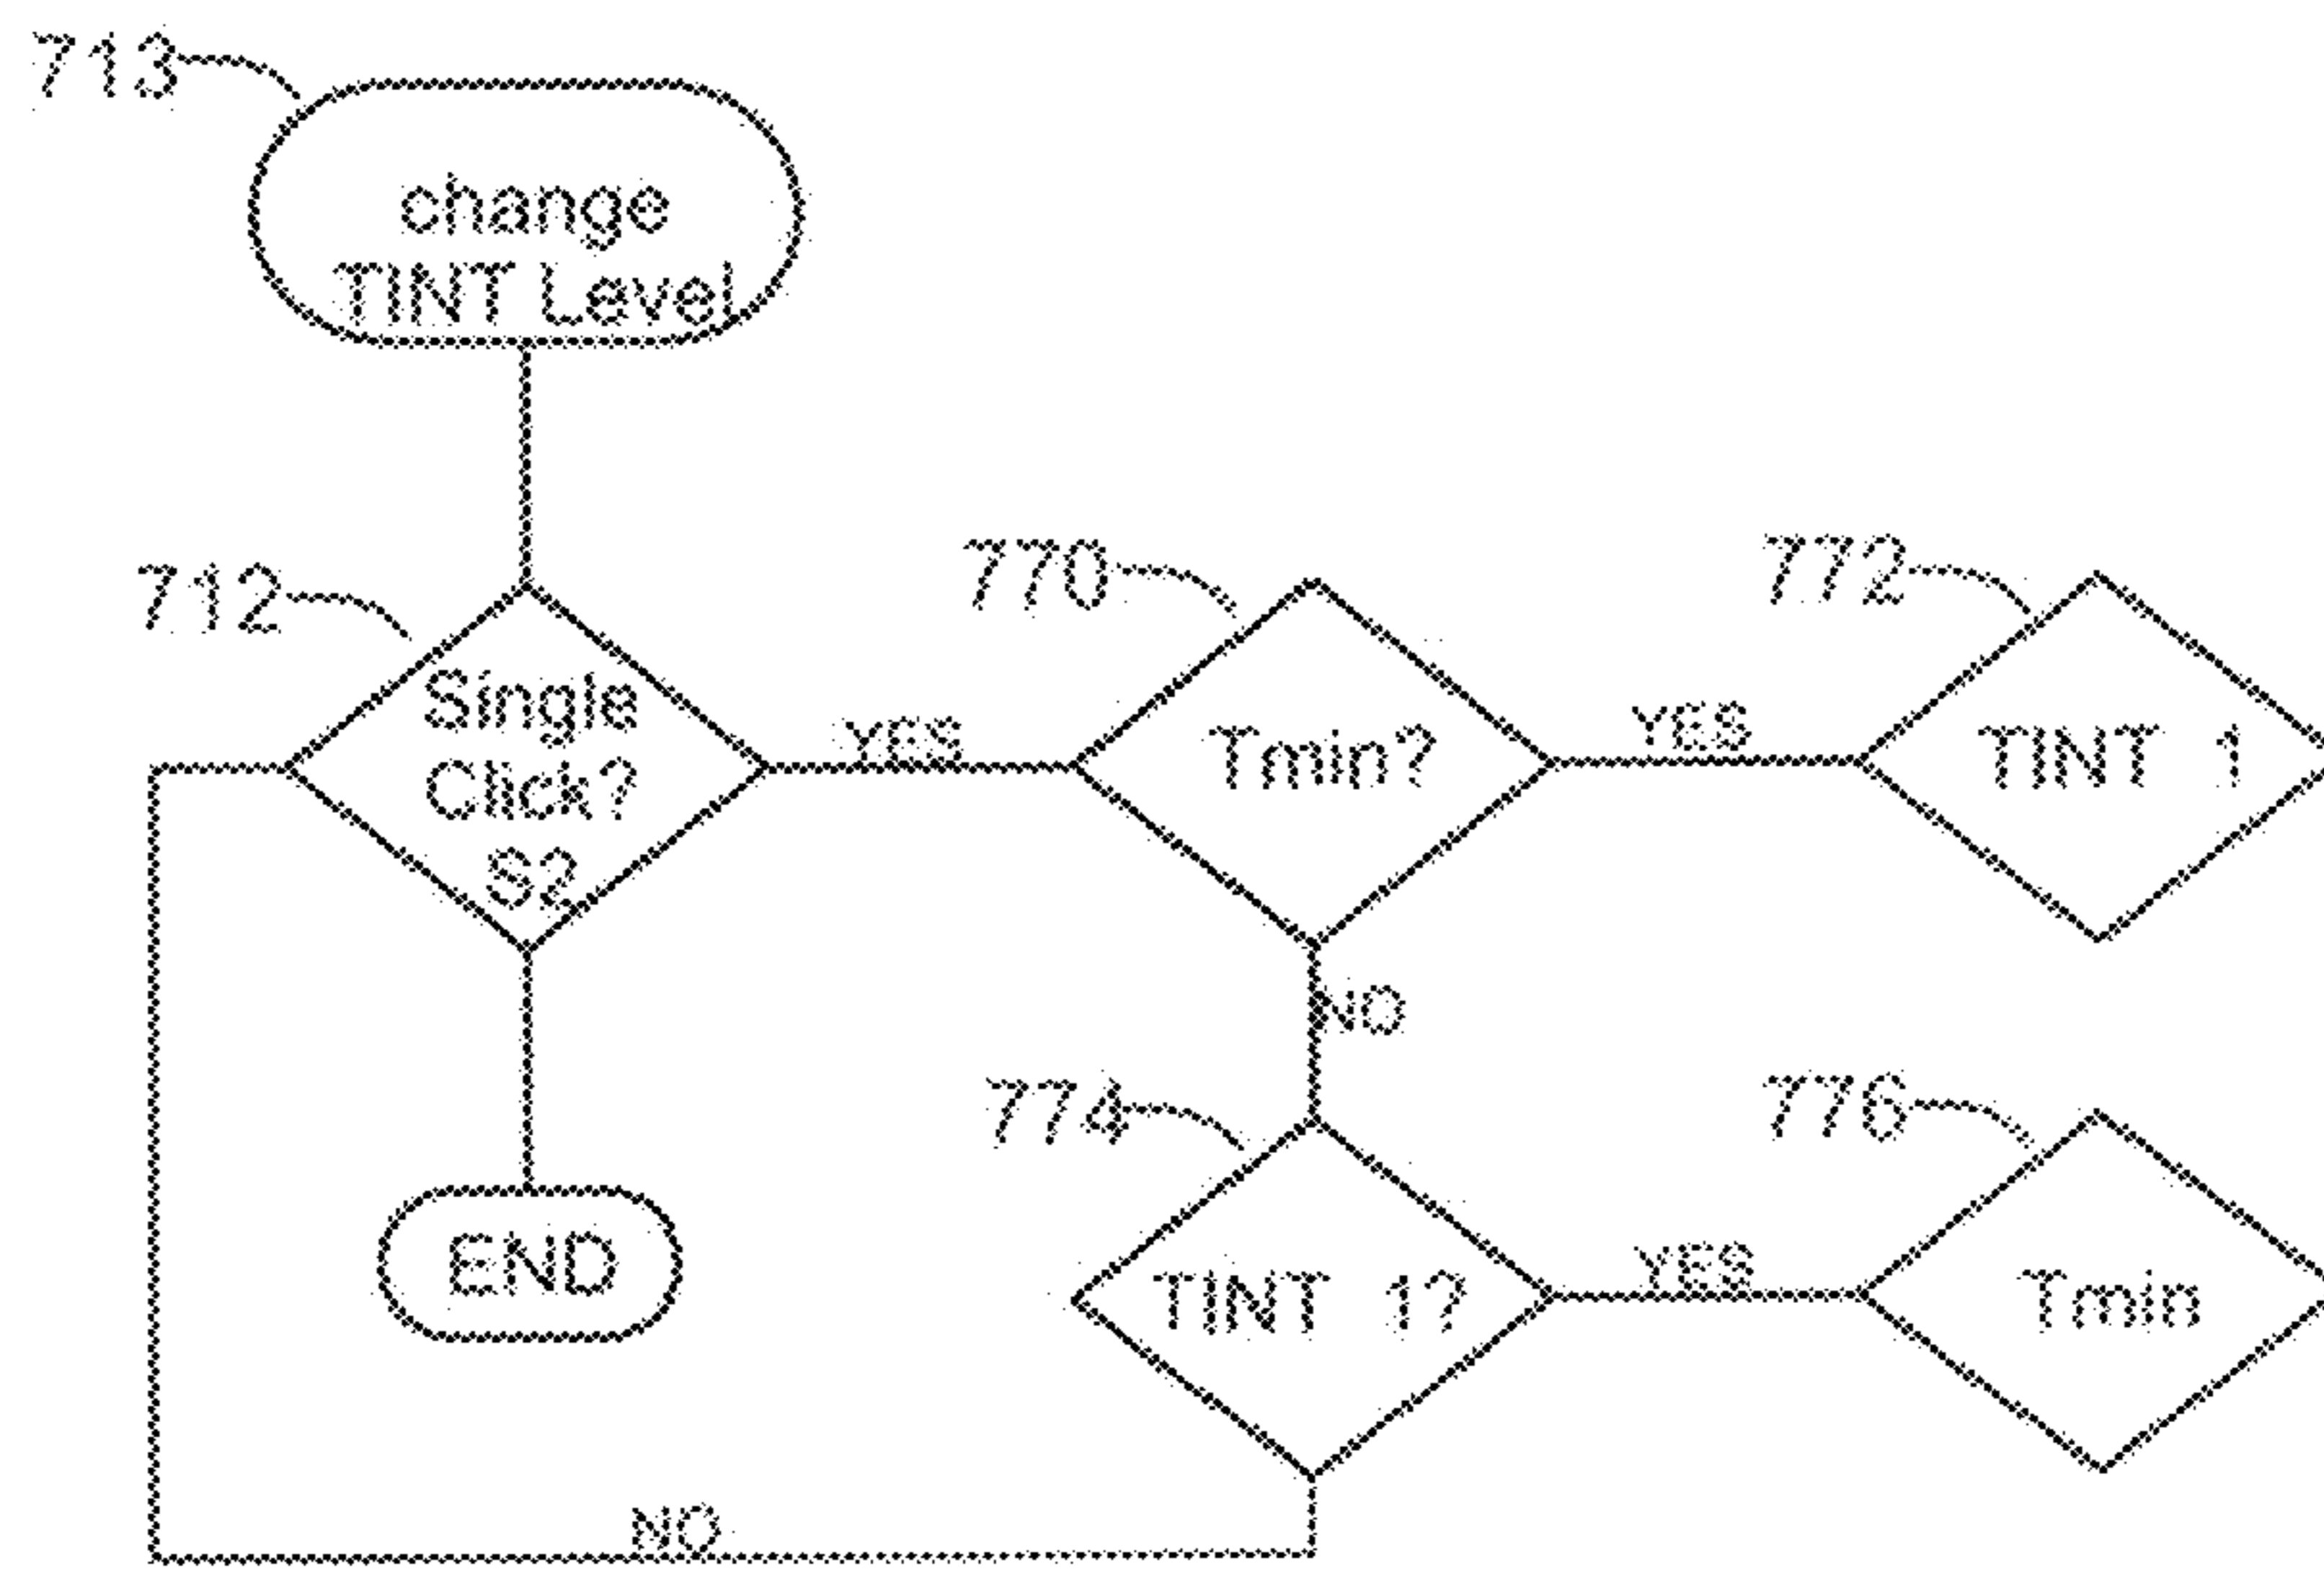 713
change
TINT Level
712
Single
Click?
S2
YES
770
Tmin?
YES
772
TINT 1
NO
774
TINT 1?
YES
776
Tmin
END
NO